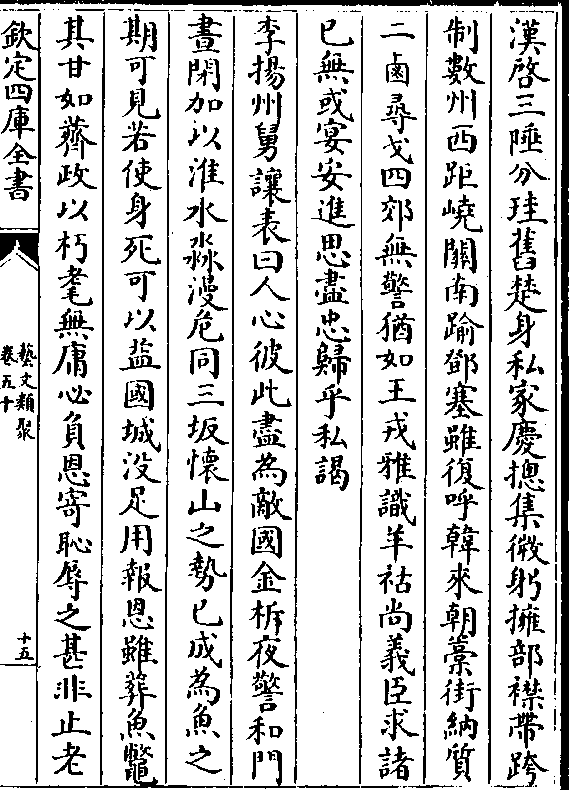 漢啓三陲分珪舊楚身私家慶摠集微躬擁部襟帶跨
制數州西距嶢關南踰鄧塞雖復呼韓來朝藁街納質
二鹵尋戈四郊無警猶如王戎雅識羊祜尚義臣求諸
已無或宴安進思盡忠歸乎私謁
李揚州舅讓表曰人心彼此盡為敵國金柝夜警和門
晝閉加以淮水淼漫危同三坂懷山之勢已成為魚之
期可見若使身死可以益國城没足用報恩雖葬魚鼈
其甘如薺政以朽耄無庸必負恩寄恥辱之甚非止老
欽定四庫全書
藝文類聚
卷五十
十五